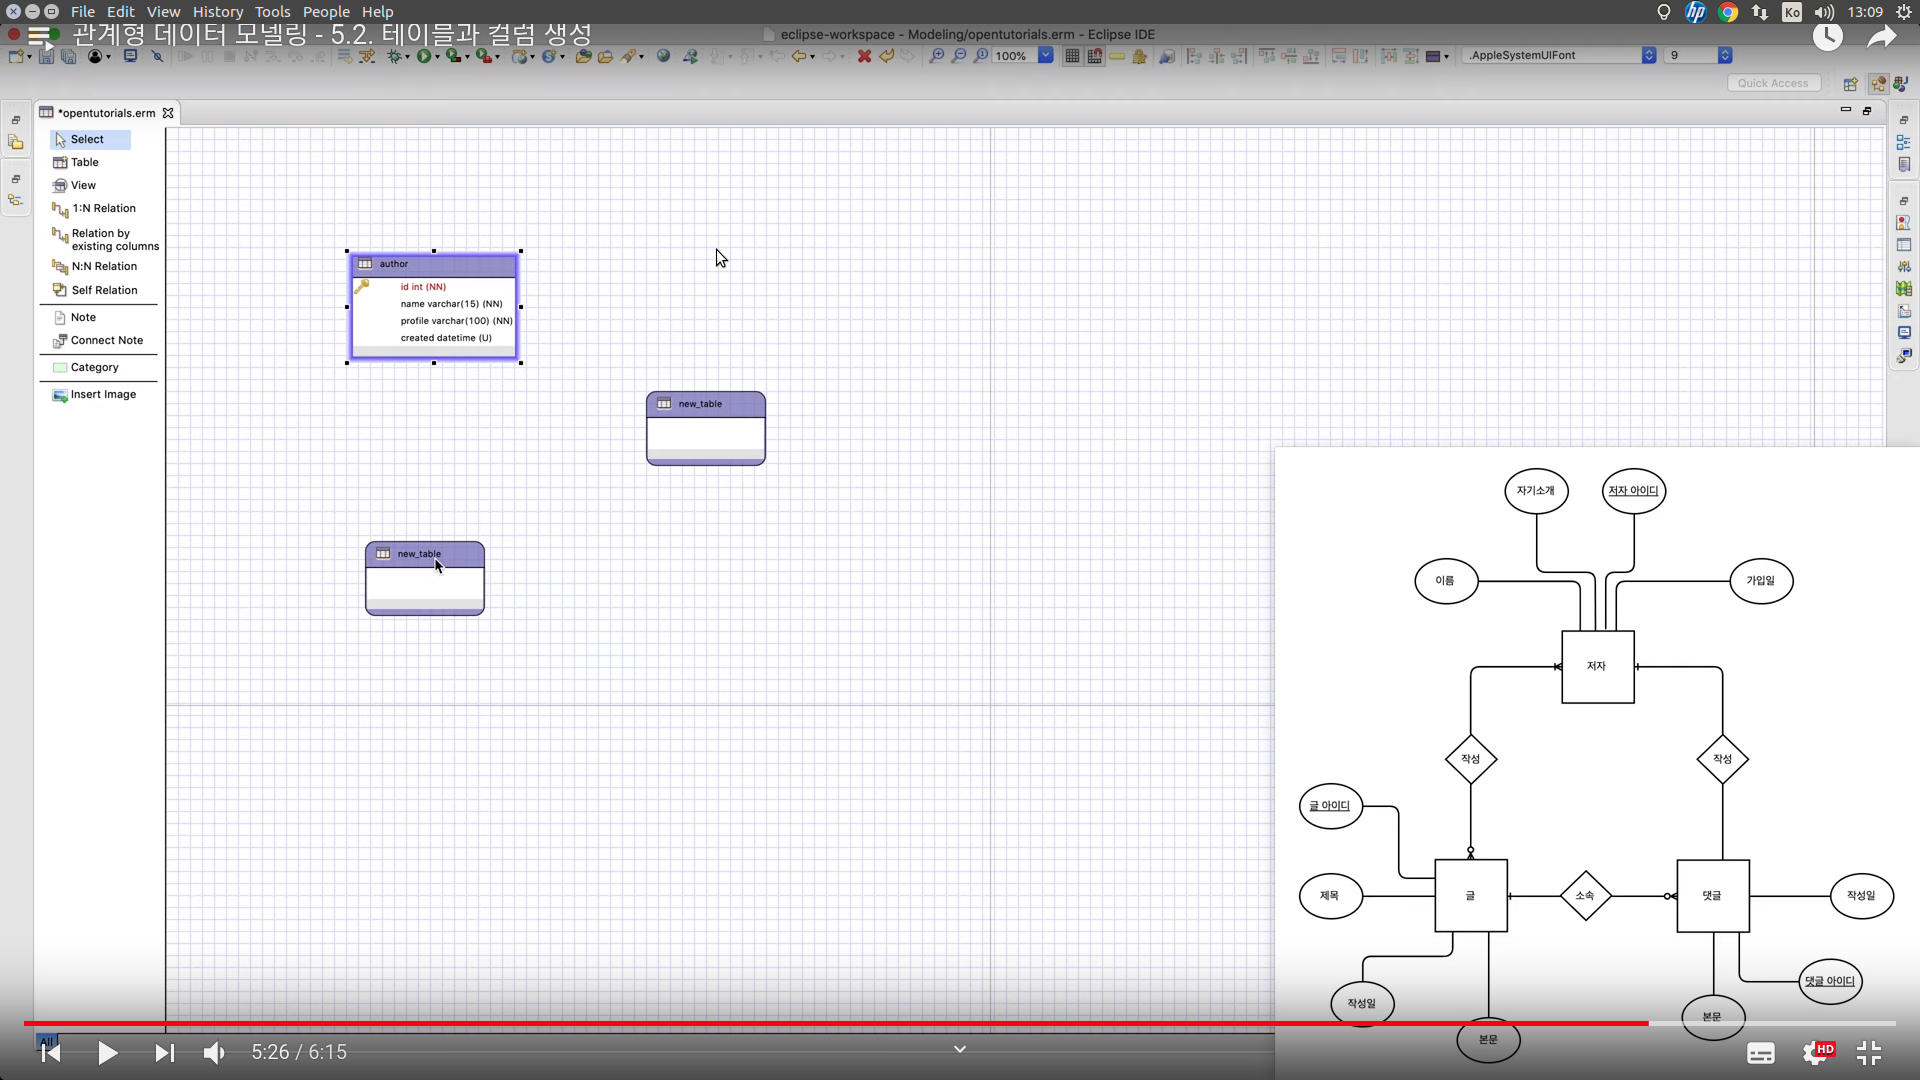 File Edit View History Tools People Help
Ko
13:09
관계형 데이터 모델링 - 5.2. 테이블과 컬럼 생성
eclipse-workspace - Modeling/opentutorials.erm - Eclipse IDE
100%
.AppleSystemUIFont
9
Quick Access
*opentutorials.erm
Select
Table
View
1:N Relation
Relation by
existing columns
N:N Relation
Self Relation
Note
Connect Note
Category
Insert Image
author
id int (NN)
name varchar(15) (NN)
profile varchar(100) (NN)
created datetime (U)
new_table
new_table
자기소개
저자 아이디
이름
가입일
저자
작성
작성
글 아이디
제목
글
소속
댓글
작성일
댓글 아이디
작성일
본문
본문
All
5:26 / 6:15
HD
hp